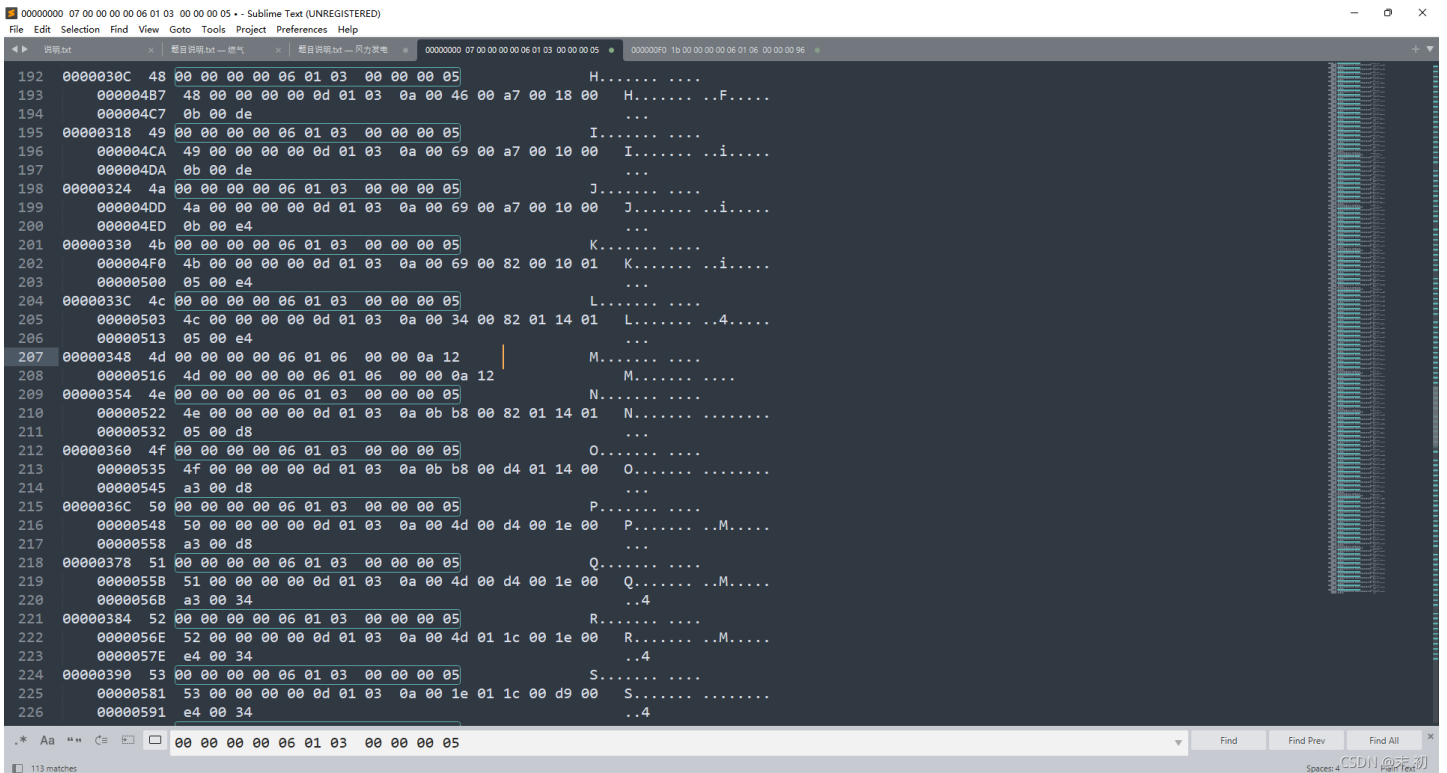 00000000  07 00 00 00 00 06 01 03  00 00 00 05 • - Sublime Text (UNREGISTERED)
File Edit Selection Find View Goto Tools Project Preferences Help
说明.txt × 题目说明.txt — 燃气 × 题目说明.txt — 风力发电 00000000  07 00 00 00 00 06 01 03  00 00 00 05 000000F0  1b 00 00 00 00 06 01 06  00 00 00 96
192 0000030C  48 00 00 00 00 06 01 03  00 00 00 05 H....... ....
193 000004B7  48 00 00 00 00 0d 01 03  0a 00 46 00 a7 00 18 00 H....... ..F.....
194 000004C7  0b 00 de ...
195 00000318  49 00 00 00 00 06 01 03  00 00 00 05 I....... ....
196 000004CA  49 00 00 00 00 0d 01 03  0a 00 69 00 a7 00 10 00 I....... ..i.....
197 000004DA  0b 00 de ...
198 00000324  4a 00 00 00 00 06 01 03  00 00 00 05 J....... ....
199 000004DD  4a 00 00 00 00 0d 01 03  0a 00 69 00 a7 00 10 00 J....... ..i.....
200 000004ED  0b 00 e4 ...
201 00000330  4b 00 00 00 00 06 01 03  00 00 00 05 K....... ....
202 000004F0  4b 00 00 00 00 0d 01 03  0a 00 69 00 82 00 10 01 K....... ..i.....
203 00000500  05 00 e4 ...
204 0000033C  4c 00 00 00 00 06 01 03  00 00 00 05 L....... ....
205 00000503  4c 00 00 00 00 0d 01 03  0a 00 34 00 82 01 14 01 L....... ..4.....
206 00000513  05 00 e4 ...
207 00000348  4d 00 00 00 00 06 01 06  00 00 0a 12 M....... ....
208 00000516  4d 00 00 00 00 06 01 06  00 00 0a 12 M....... ....
209 00000354  4e 00 00 00 00 06 01 03  00 00 00 05 N....... ....
210 00000522  4e 00 00 00 00 0d 01 03  0a 0b b8 00 82 01 14 01 N....... ........
211 00000532  05 00 d8 ...
212 00000360  4f 00 00 00 00 06 01 03  00 00 00 05 O....... ....
213 00000535  4f 00 00 00 00 0d 01 03  0a 0b b8 00 d4 01 14 00 O....... ........
214 00000545  a3 00 d8 ...
215 0000036C  50 00 00 00 00 06 01 03  00 00 00 05 P....... ....
216 00000548  50 00 00 00 00 0d 01 03  0a 00 4d 00 d4 00 1e 00 P....... ..M.....
217 00000558  a3 00 d8 ...
218 00000378  51 00 00 00 00 06 01 03  00 00 00 05 Q....... ....
219 0000055B  51 00 00 00 00 0d 01 03  0a 00 4d 00 d4 00 1e 00 Q....... ..M.....
220 0000056B  a3 00 34 ..4
221 00000384  52 00 00 00 00 06 01 03  00 00 00 05 R....... ....
222 0000056E  52 00 00 00 00 0d 01 03  0a 00 4d 01 1c 00 1e 00 R....... ..M.....
223 0000057E  e4 00 34 ..4
224 00000390  53 00 00 00 00 06 01 03  00 00 00 05 S....... ....
225 00000581  53 00 00 00 00 0d 01 03  0a 00 1e 01 1c 00 d9 00 S....... ........
226 00000591  e4 00 34 ..4
.* Aa “” 00 00 00 00 06 01 03  00 00 00 05 Find Find Prev Find All
113 matches Spaces: 4 Plain Text
CSDN @末初